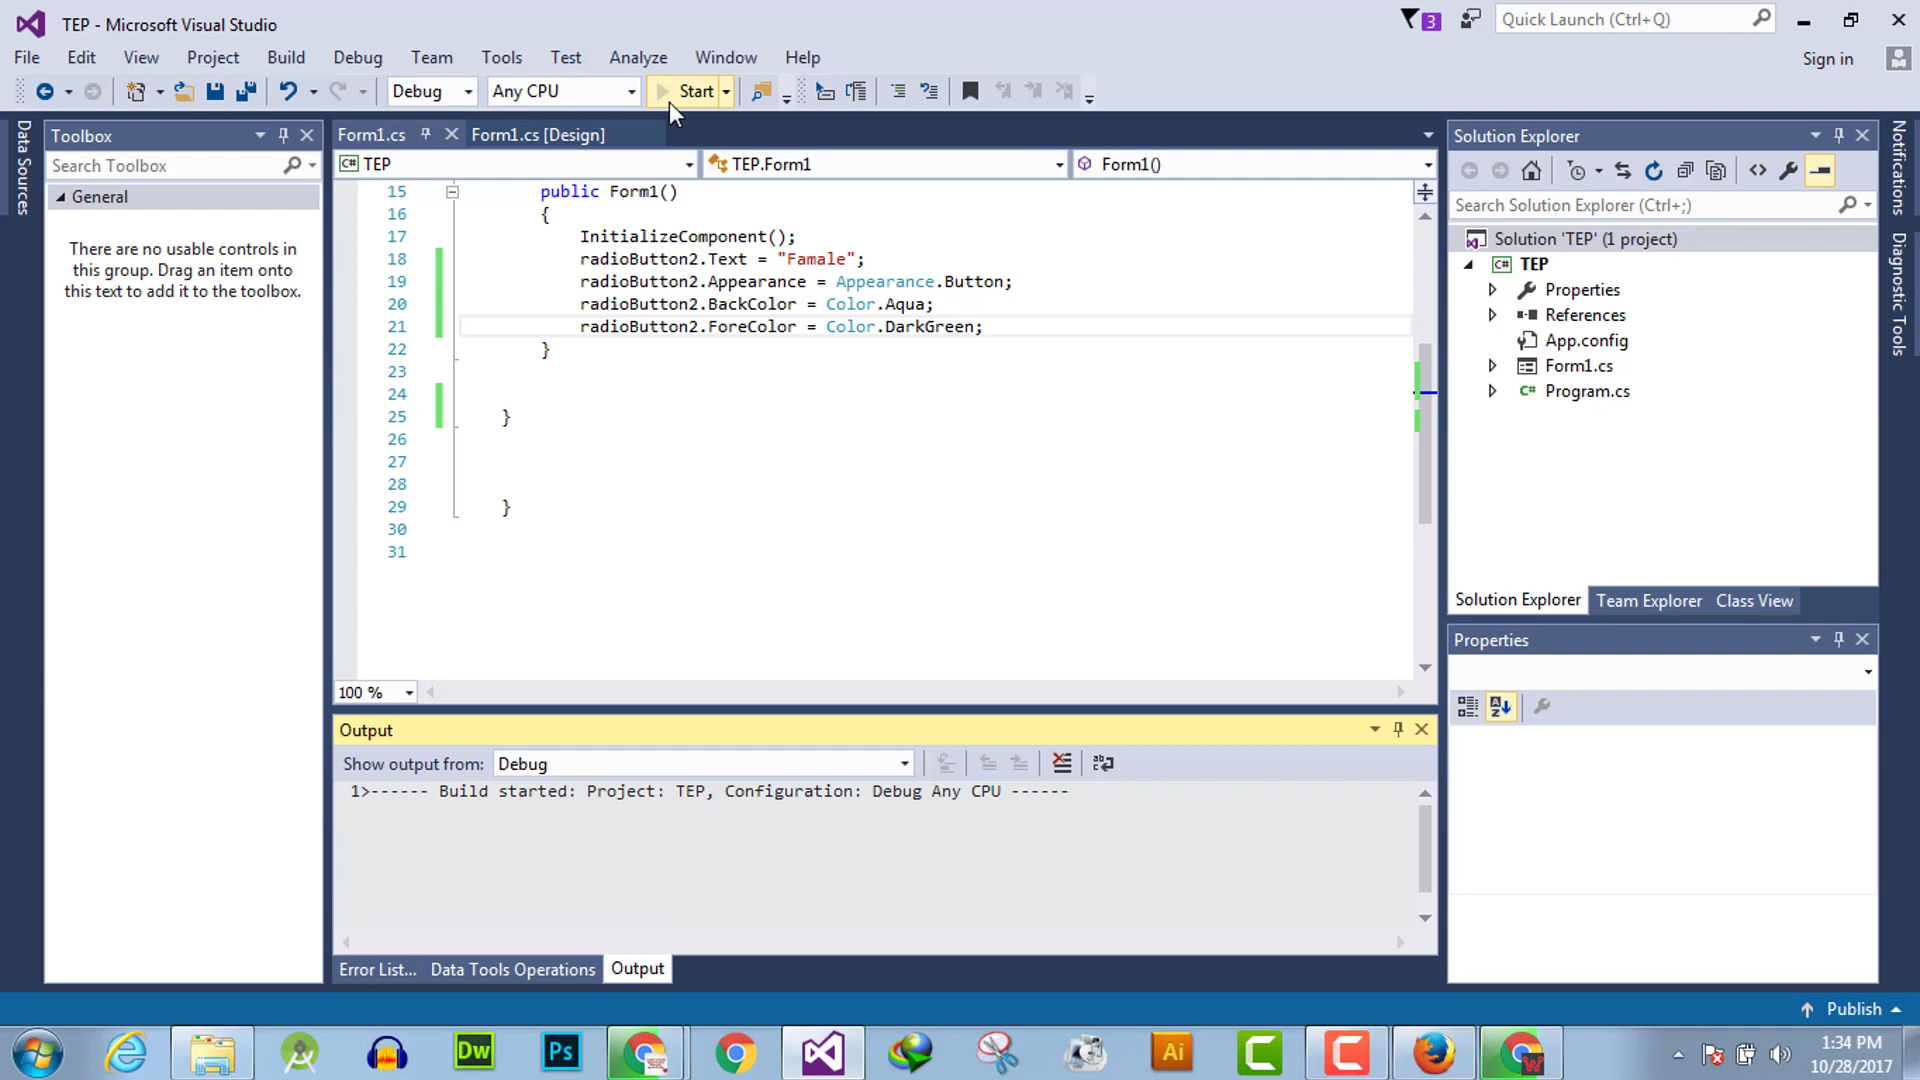 TEP - Microsoft Visual Studio
3
Quick Launch (Ctrl+Q)
File Edit View Project Build Debug Team Tools Test Analyze Window Help
Sign in
Debug Any CPU Start
Data Sources
Toolbox
Search Toolbox
General
There are no usable controls in
this group. Drag an item onto
this text to add it to the toolbox.
Form1.cs Form1.cs [Design]
C# TEP TEP.Form1 Form1()
15 public Form1()
16 {
17 InitializeComponent();
18 radioButton2.Text = "Famale";
19 radioButton2.Appearance = Appearance.Button;
20 radioButton2.BackColor = Color.Aqua;
21 radioButton2.ForeColor = Color.DarkGreen;
22 }
23
24
25 }
26
27
28
29 }
30
31
100 %
Output
Show output from: Debug
1>------ Build started: Project: TEP, Configuration: Debug Any CPU ------
Error List... Data Tools Operations Output
Solution Explorer
Search Solution Explorer (Ctrl+;)
Solution 'TEP' (1 project)
C# TEP
Properties
References
App.config
Form1.cs
C# Program.cs
Solution Explorer Team Explorer Class View
Properties
Notifications
Diagnostic Tools
Publish
Dw Ps Ai
1:34 PM
10/28/2017